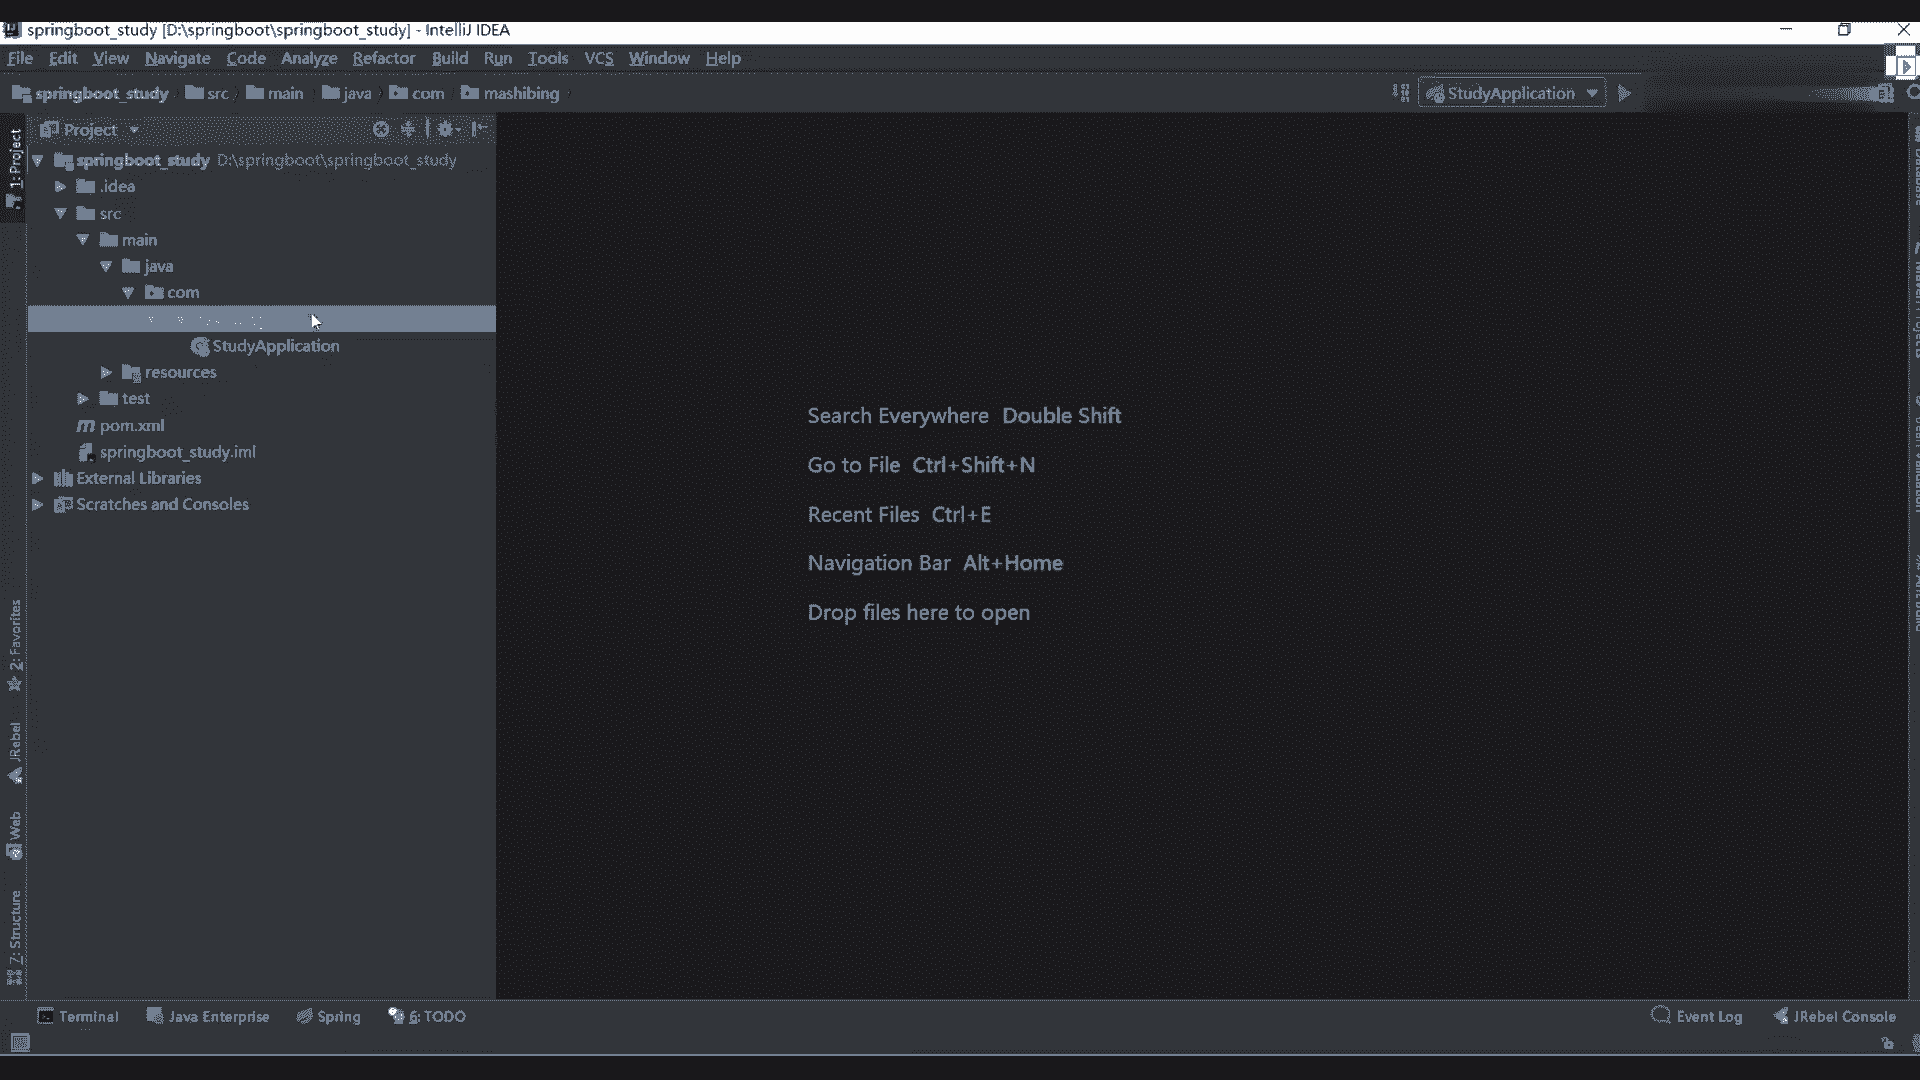 springboot_study [D:\springboot\springboot_study] - IntelliJ IDEA
File Edit View Navigate Code Analyze Refactor Build Run Tools VCS Window Help
springboot_study src main java com mashibing StudyApplication
Project
1: Project
springboot_study D:\springboot\springboot_study
.idea
src
main
java
com
StudyApplication
resources
test
pom.xml
springboot_study.iml
External Libraries
Scratches and Consoles
Search Everywhere Double Shift
Go to File Ctrl+Shift+N
Recent Files Ctrl+E
Navigation Bar Alt+Home
Drop files here to open
2: Favorites
JRebel
Web
7: Structure
Terminal Java Enterprise Spring 6: TODO Event Log JRebel Console